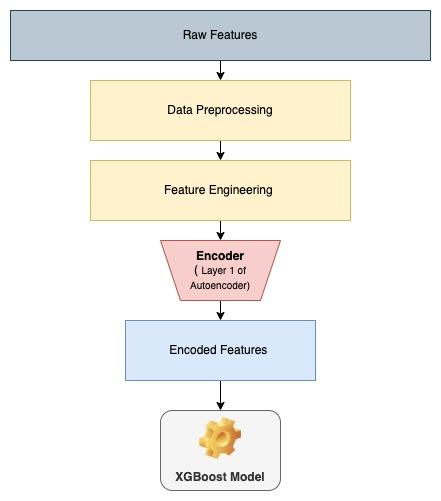 Raw Features
Data Preprocessing
Feature Engineering
Encoder
( Layer 1 of
Autoencoder)
Encoded Features
XGBoost Model